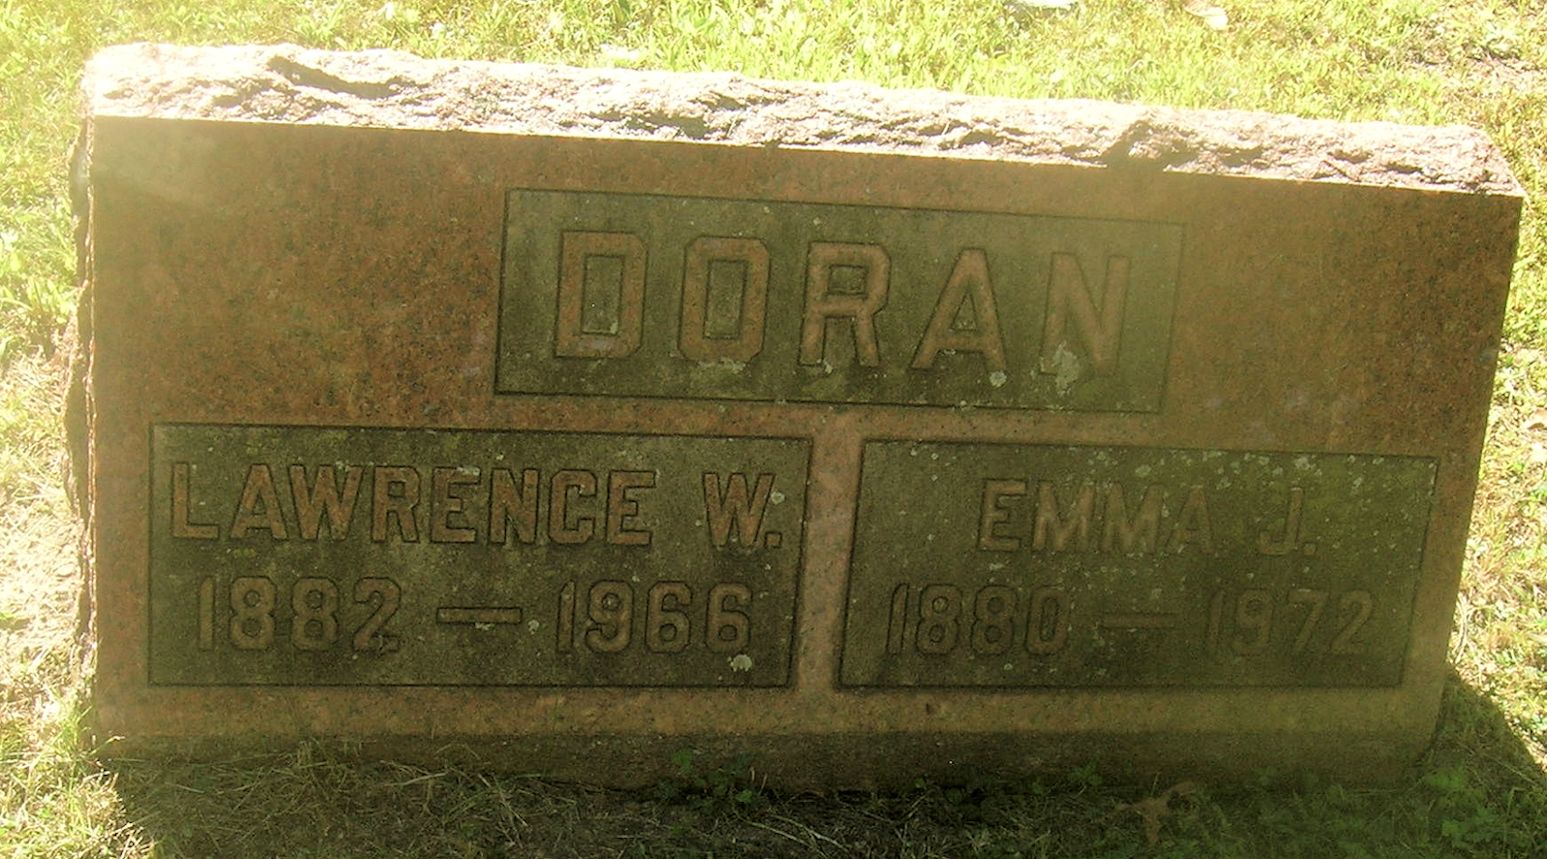 DORAN
LAWRENCE W.
1882 — 1966
EMMA J.
1880 — 1972